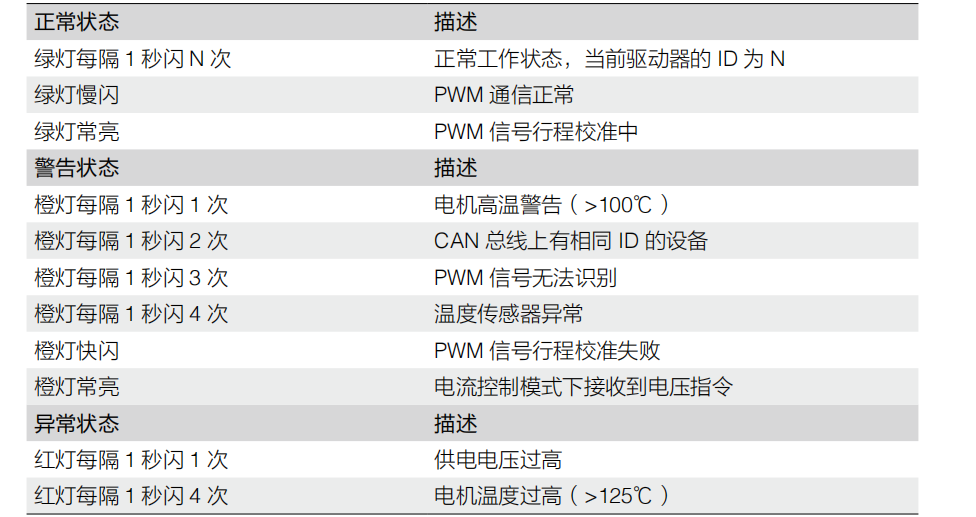 正常状态 描述
绿灯每隔 1 秒闪 N 次 正常工作状态，当前驱动器的 ID 为 N
绿灯慢闪 PWM 通信正常
绿灯常亮 PWM 信号行程校准中
警告状态 描述
橙灯每隔 1 秒闪 1 次 电机高温警告（>100℃）
橙灯每隔 1 秒闪 2 次 CAN 总线上有相同 ID 的设备
橙灯每隔 1 秒闪 3 次 PWM 信号无法识别
橙灯每隔 1 秒闪 4 次 温度传感器异常
橙灯快闪 PWM 信号行程校准失败
橙灯常亮 电流控制模式下接收到电压指令
异常状态 描述
红灯每隔 1 秒闪 1 次 供电电压过高
红灯每隔 1 秒闪 4 次 电机温度过高（>125℃）